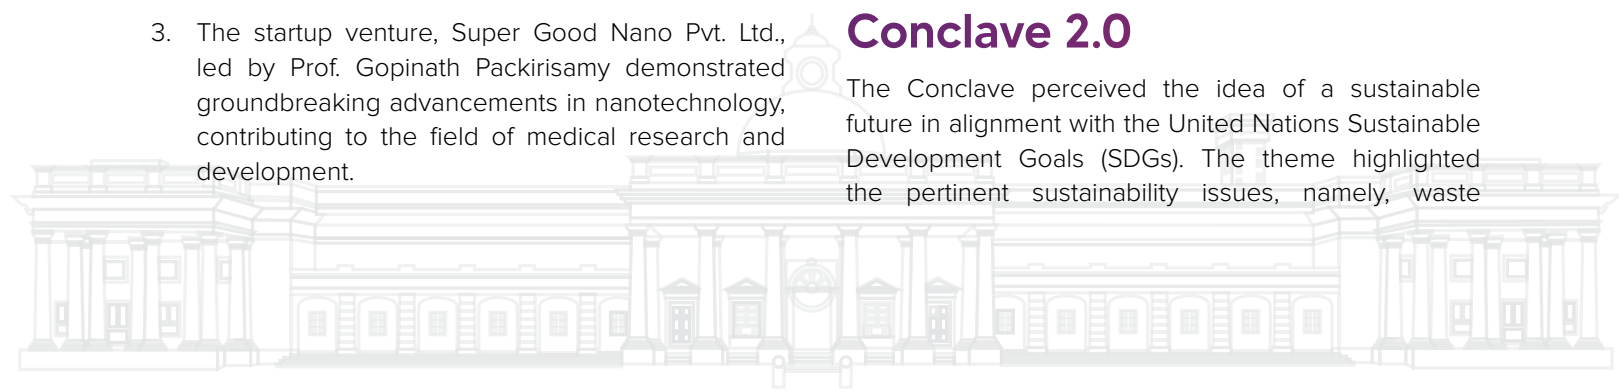 3. The startup venture, Super Good Nano Pvt. Ltd.,
led by Prof. Gopinath Packirisamy demonstrated
groundbreaking advancements in nanotechnology,
contributing to the field of medical research and
development.
Conclave 2.0
The Conclave perceived the idea of a sustainable
future in alignment with the United Nations Sustainable
Development Goals (SDGs). The theme highlighted
the pertinent sustainability issues, namely, waste